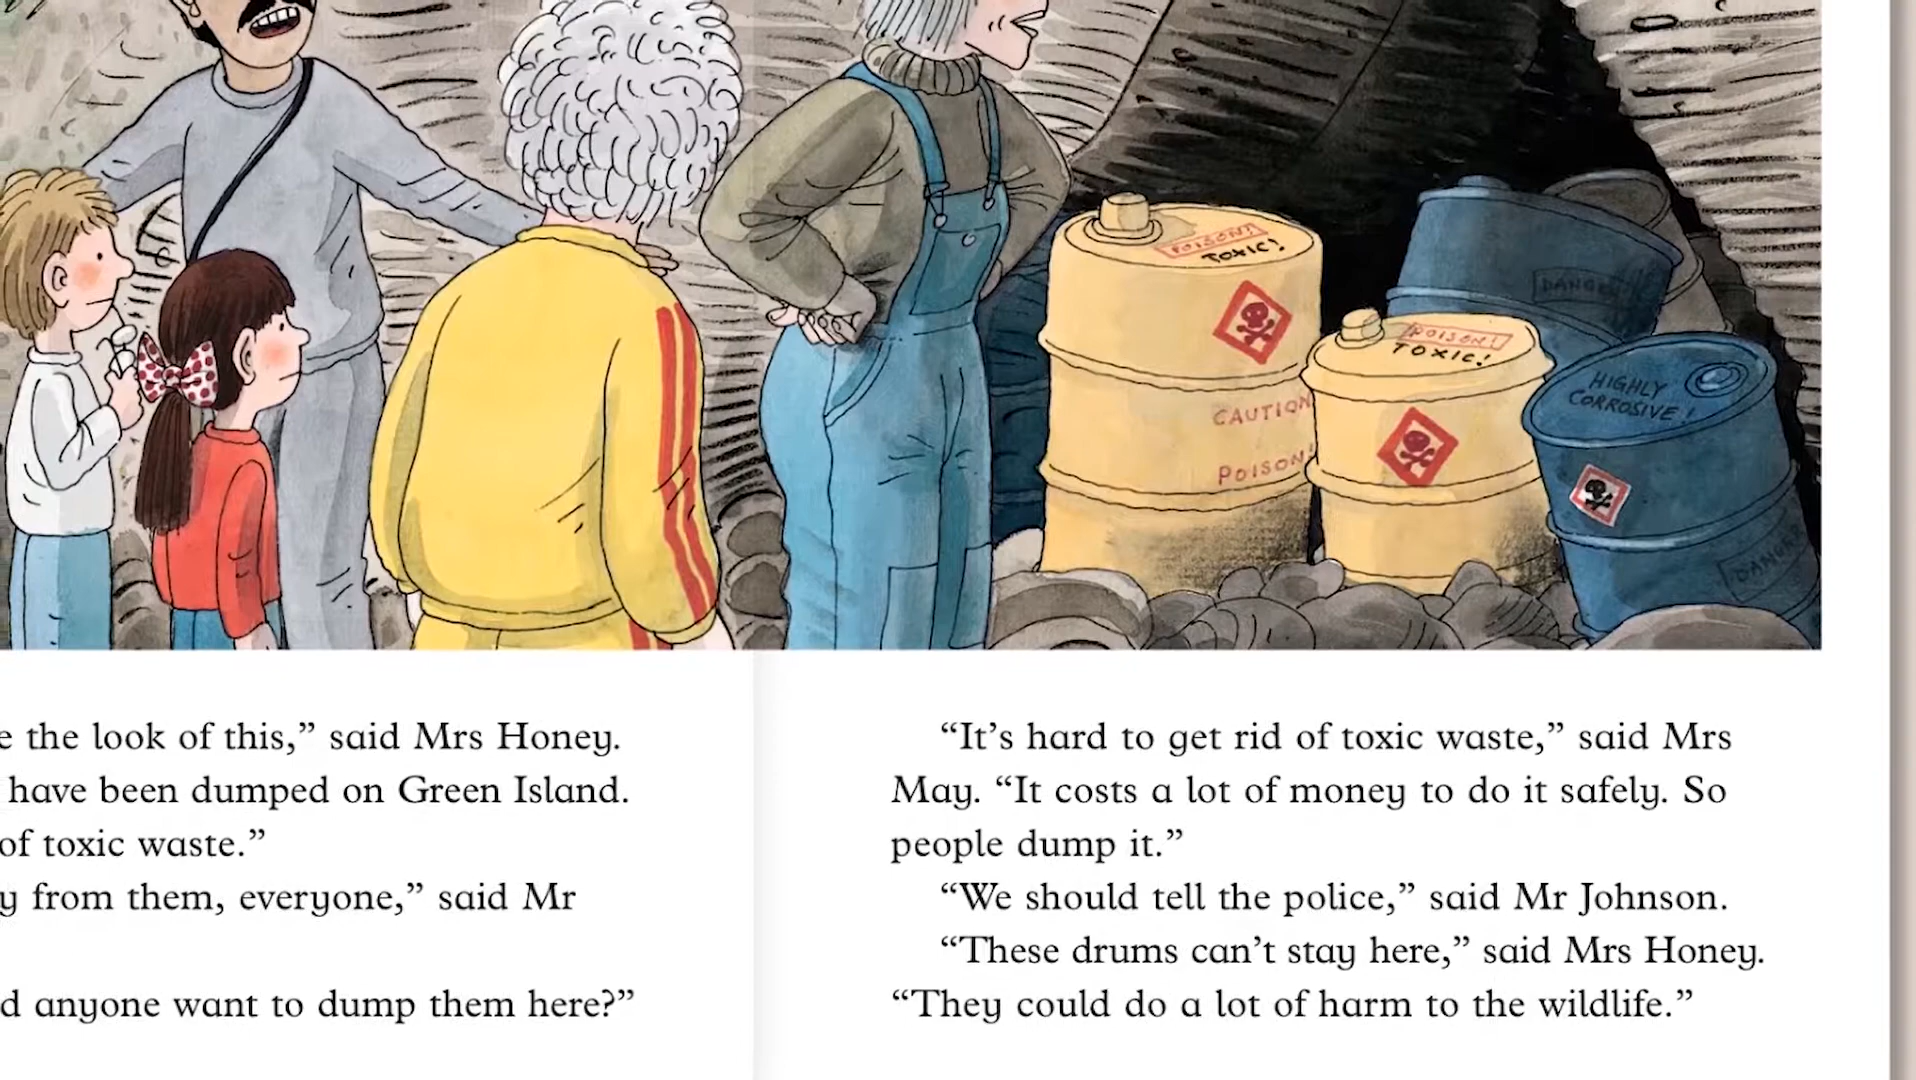 POISON!
TOXIC!
CAUTION
POISON!
POISON!
TOXIC!
HIGHLY
CORROSIVE!
e the look of this,” said Mrs Honey.
have been dumped on Green Island.
of toxic waste.”
y from them, everyone,” said Mr
d anyone want to dump them here?”
“It’s hard to get rid of toxic waste,” said Mrs
May. “It costs a lot of money to do it safely. So
people dump it.”
“We should tell the police,” said Mr Johnson.
“These drums can’t stay here,” said Mrs Honey.
“They could do a lot of harm to the wildlife.”